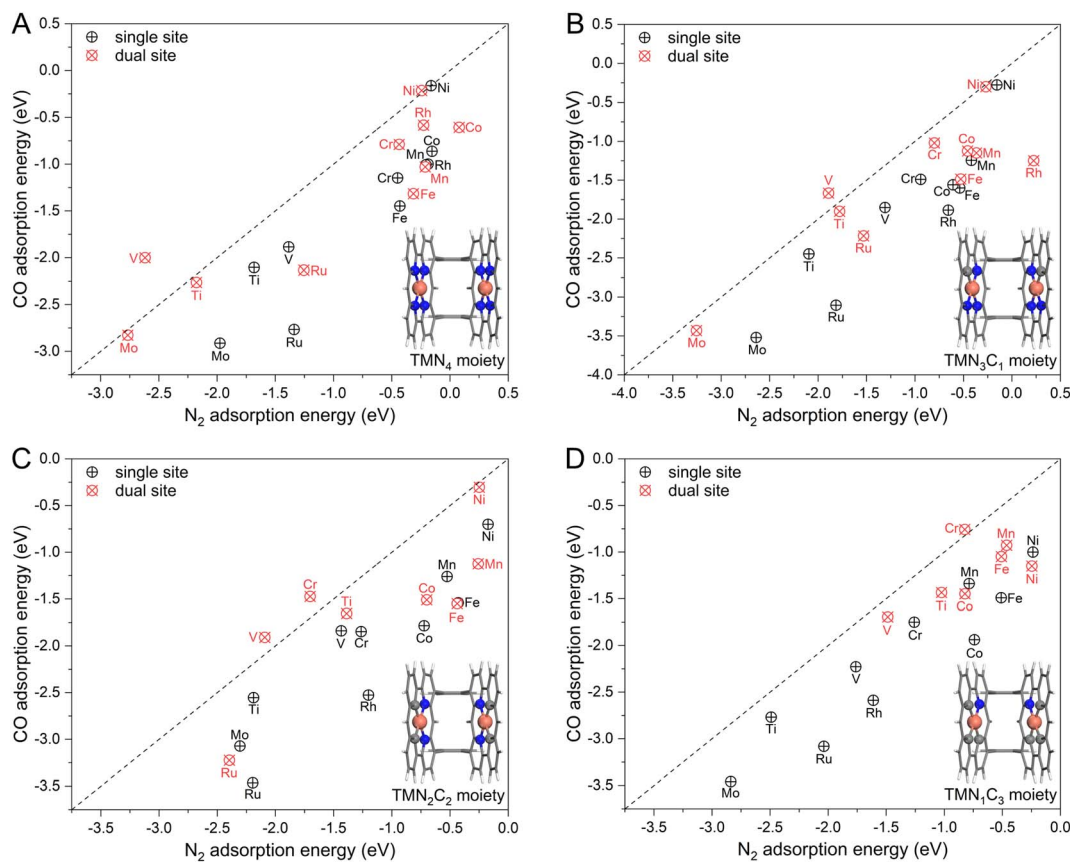 A
single site
dual site
0.5
0.0
-0.5
-1.0
-1.5
-2.0
-2.5
-3.0
CO adsorption energy (eV)
Ni
Ni
Rh
Co
Co
Cr
Mn
Rh
Cr
Mn
Fe
Fe
V
V
Ti
Ru
Ti
Ru
Mo
Mo
TMN4 moiety
-3.0 -2.5 -2.0 -1.5 -1.0 -0.5 0.0 0.5
N2 adsorption energy (eV)
B
single site
dual site
0.5
0.0
-0.5
-1.0
-1.5
-2.0
-2.5
-3.0
-3.5
-4.0
CO adsorption energy (eV)
Ni
Ni
Co
Cr
Mn
Mn
Rh
Cr
Fe
V
Co
Fe
Ti
V
Rh
Ru
Ti
Ru
Mo
Mo
TMN3C1 moiety
-4.0 -3.5 -3.0 -2.5 -2.0 -1.5 -1.0 -0.5 0.0 0.5
N2 adsorption energy (eV)
C
single site
dual site
0.0
-0.5
-1.0
-1.5
-2.0
-2.5
-3.0
-3.5
CO adsorption energy (eV)
Ni
Ni
Mn
Mn
Cr
Ti
Co
Fe
Fe
V
V
Cr
Co
Ti
Rh
Mo
Ru
Ru
TMN2C2 moiety
-3.5 -3.0 -2.5 -2.0 -1.5 -1.0 -0.5 0.0
N2 adsorption energy (eV)
D
single site
dual site
0.0
-0.5
-1.0
-1.5
-2.0
-2.5
-3.0
-3.5
CO adsorption energy (eV)
Cr
Mn
Ni
Fe
Ni
Mn
Ti
Co
Fe
V
Cr
Co
V
Rh
Ti
Ru
Mo
TMN1C3 moiety
-3.5 -3.0 -2.5 -2.0 -1.5 -1.0 -0.5 0.0
N2 adsorption energy (eV)